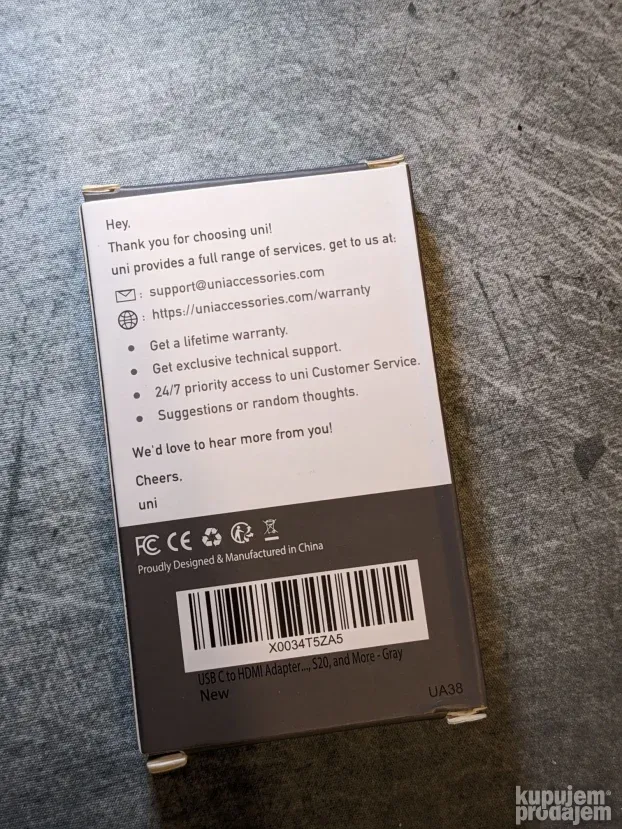 Hey,
Thank you for choosing uni!
uni provides a full range of services, get to us at:
: support@uniaccessories.com
: https://uniaccessories.com/warranty
• Get a lifetime warranty.
• Get exclusive technical support.
• 24/7 priority access to uni Customer Service.
• Suggestions or random thoughts.
We'd love to hear more from you!
Cheers,
uni
FC CE
Proudly Designed & Manufactured in China
X0034T5ZA5
USB C to HDMI Adapter..., S20, and More - Gray
New
UA38
kupujem
prodajem